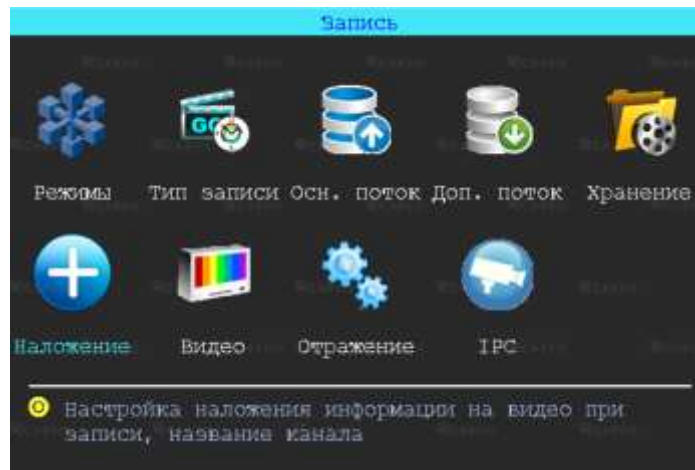 Запись
GO
Режимы Тип записи Осн. поток Доп. поток Хранение
Наложение Видео Отражение IPC
Настройка наложения информации на видео при
записи, название канала